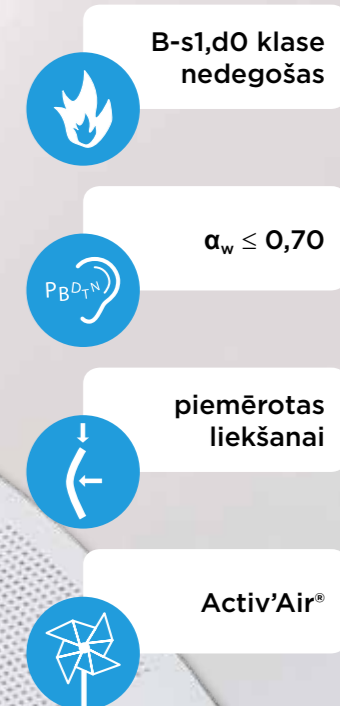 B-s1,d0 klase
nedegošas
αw ≤ 0,70
PBDTN
piemērotas
liekšanai
Activ’Air®